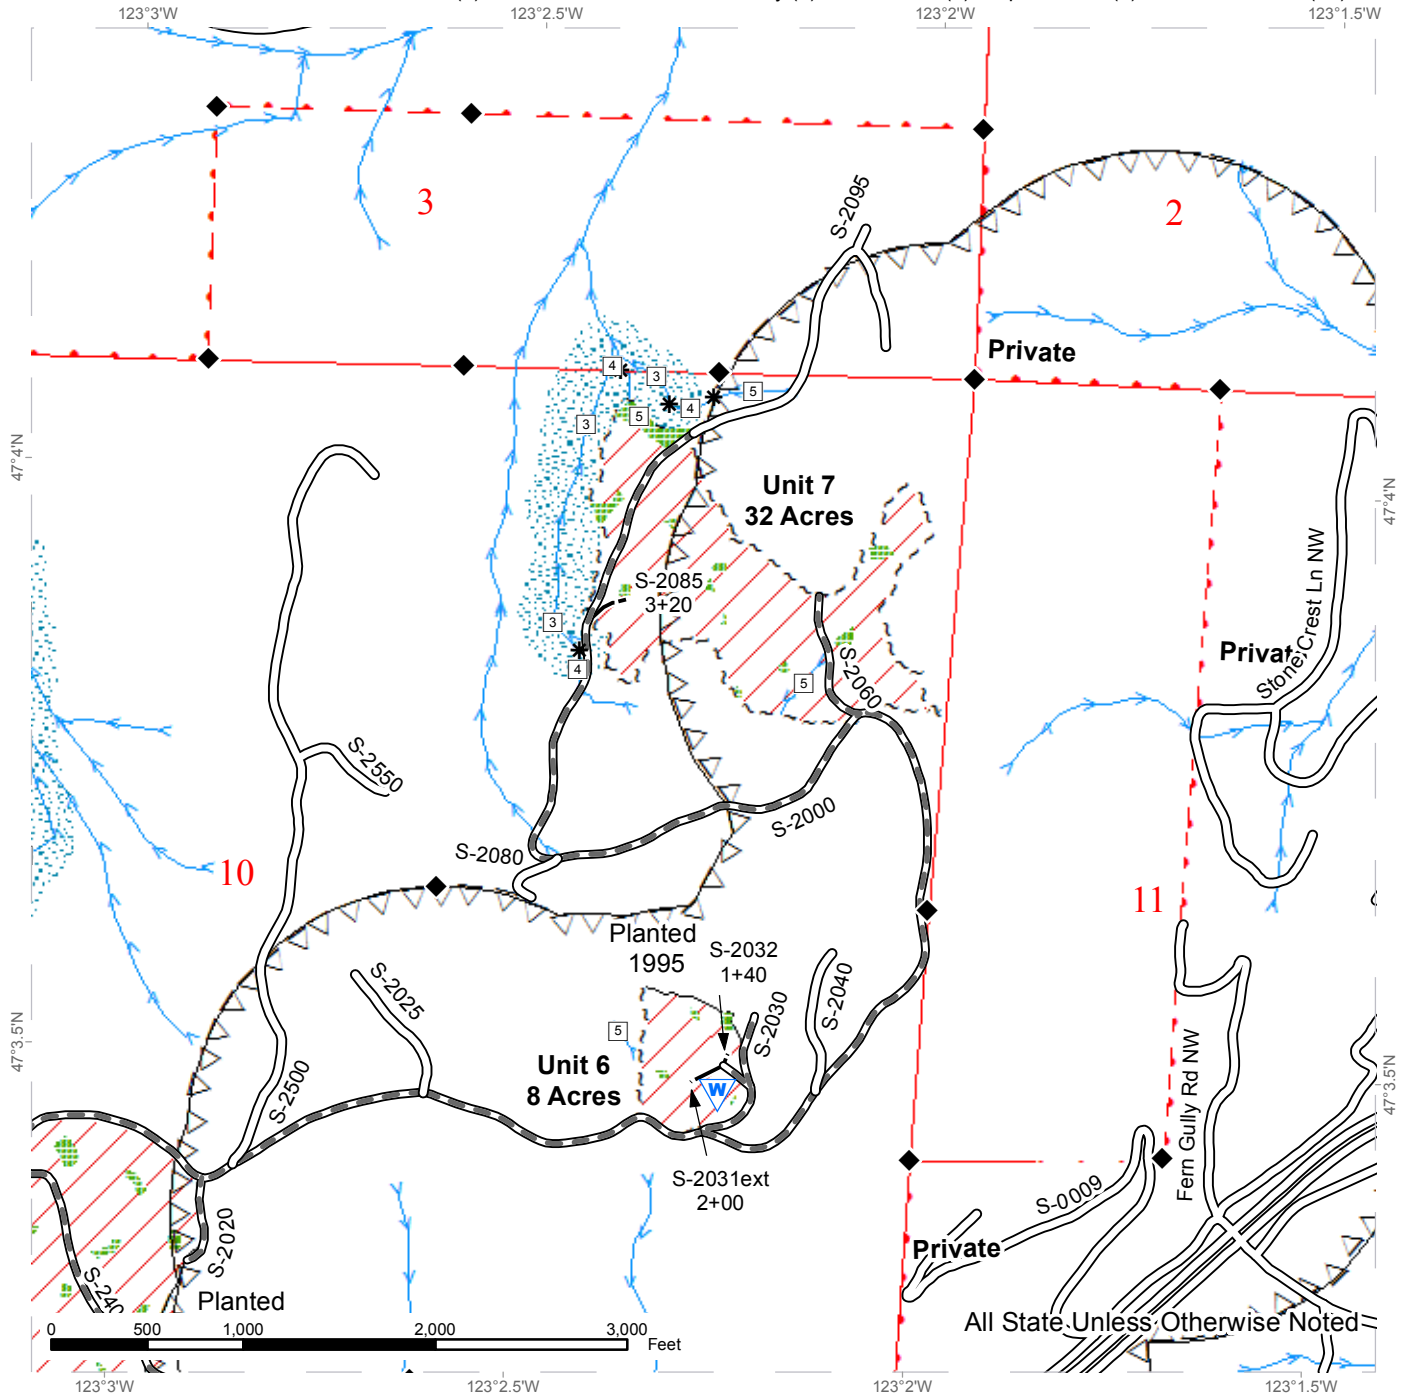 123°3'W
123°2.5'W
123°2'W
123°1.5'W
3
2
S-2095
Private
4
3
5
4
5
3
47°4'N
47°4'N
Unit 7
32 Acres
S-2085
3+20
3
4
5
S-2060
Stone Crest Ln NW
Private
S-2550
S-2000
S-2080
10
11
Planted
1995
S-2032
1+40
S-2025
S-2040
S-2030
5
47°3.5'N
47°3.5'N
Unit 6
8 Acres
W
S-2500
Fern Gully Rd NW
S-2031ext
2+00
S-0009
S-2020
Private
S-240
Planted
All State Unless Otherwise Noted
0 500 1,000 2,000 3,000
Feet
123°3'W
123°2.5'W
123°2'W
123°1.5'W